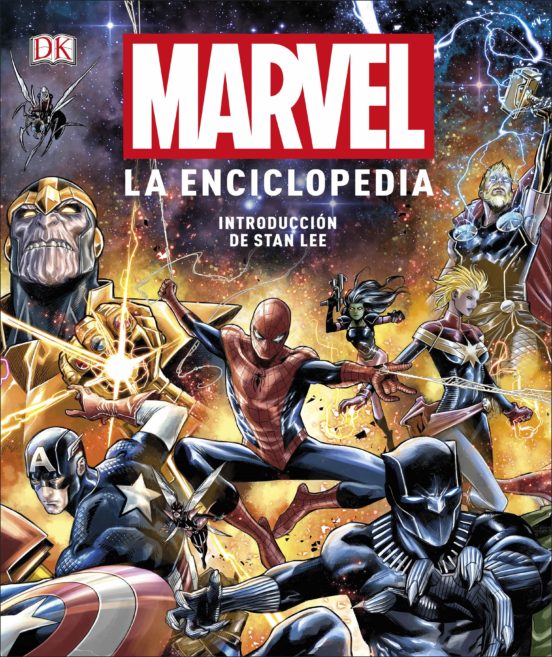 DK
MARVEL
LA ENCICLOPEDIA
INTRODUCCIÓN
DE STAN LEE
A